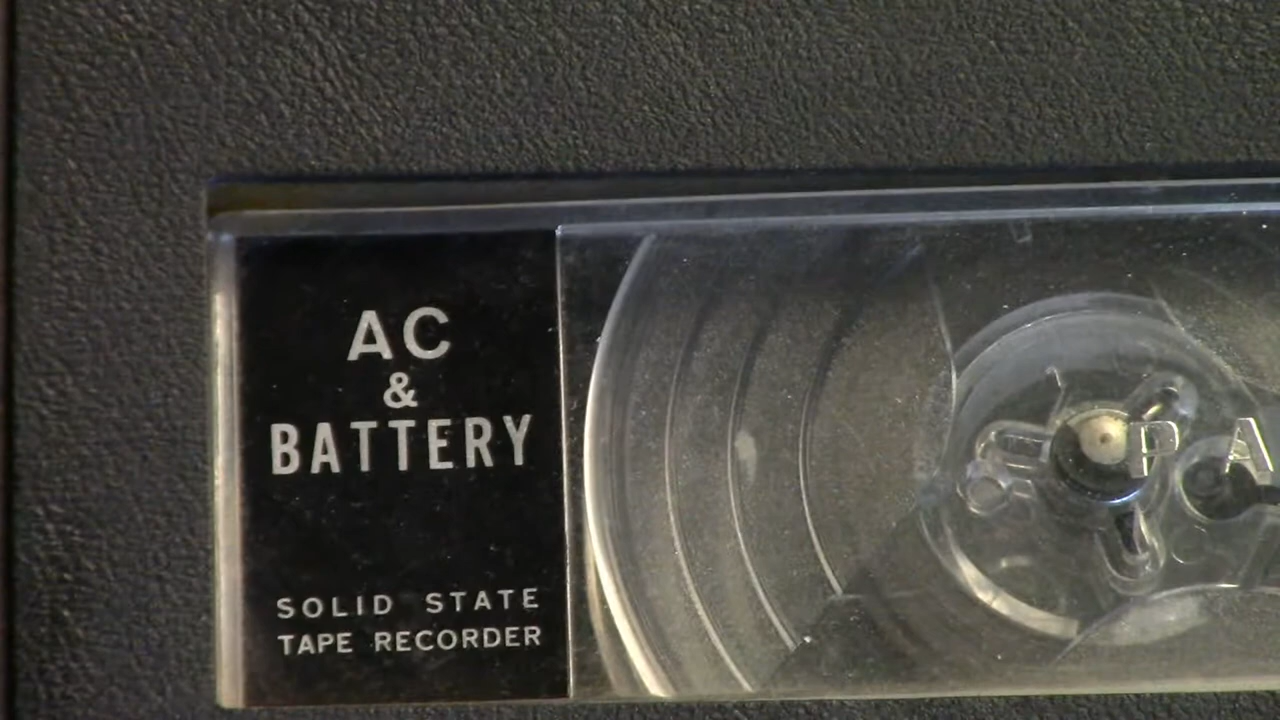 AC
&
BATTERY
P A
SOLID STATE
TAPE RECORDER